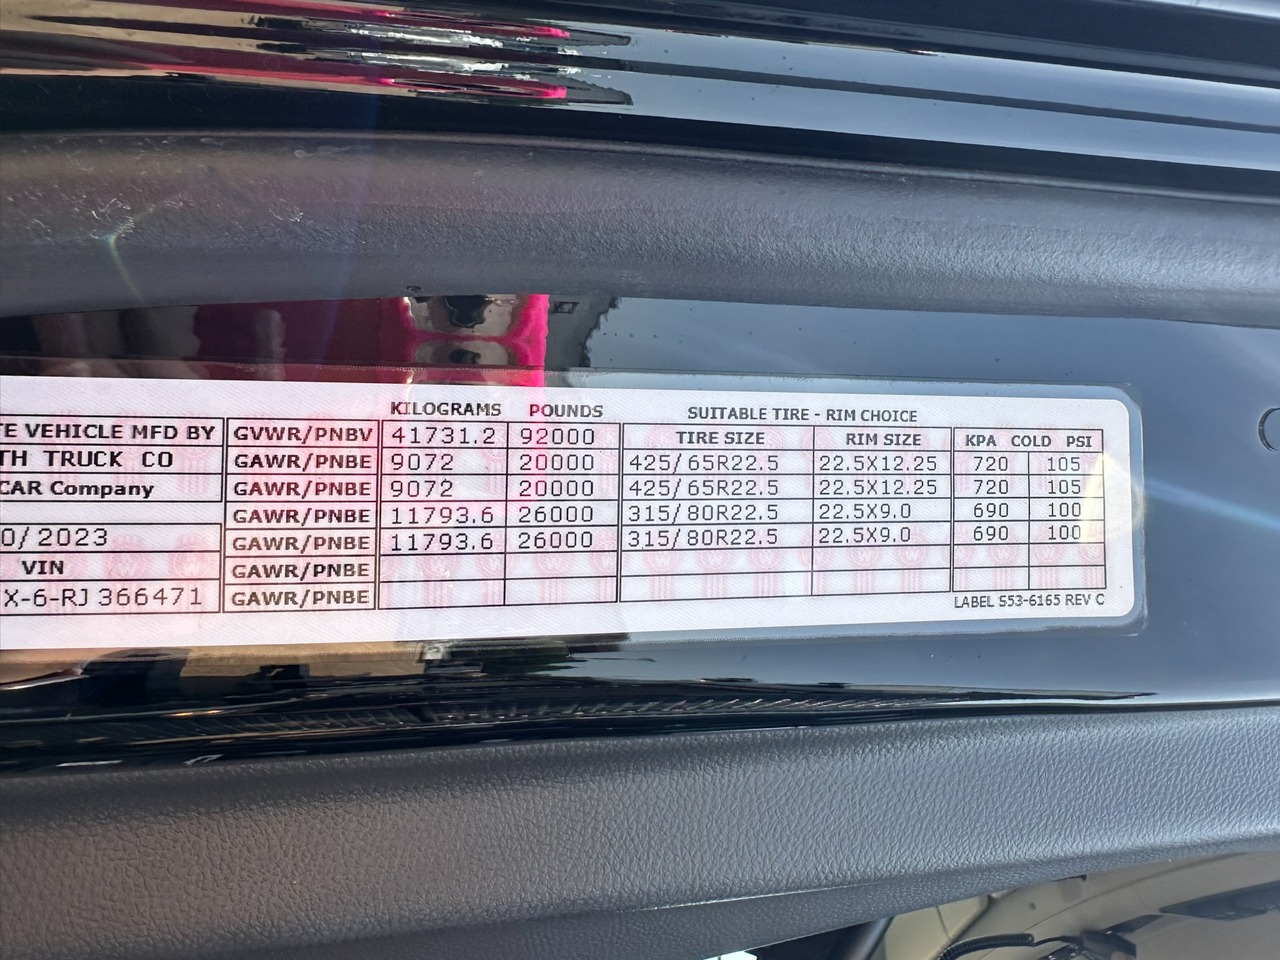 KILOGRAMS POUNDS SUITABLE TIRE - RIM CHOICE
TE VEHICLE MFD BY GVWR/PNBV 41731.2 92000 TIRE SIZE RIM SIZE KPA COLD PSI
TH TRUCK CO GAWR/PNBE 9072 20000 425/65R22.5 22.5X12.25 720 105
CAR Company GAWR/PNBE 9072 20000 425/65R22.5 22.5X12.25 720 105
GAWR/PNBE 11793.6 26000 315/80R22.5 22.5X9.0 690 100
0/2023 GAWR/PNBE 11793.6 26000 315/80R22.5 22.5X9.0 690 100
VIN GAWR/PNBE
X-6-RJ366471 GAWR/PNBE
LABEL S53-6165 REV C